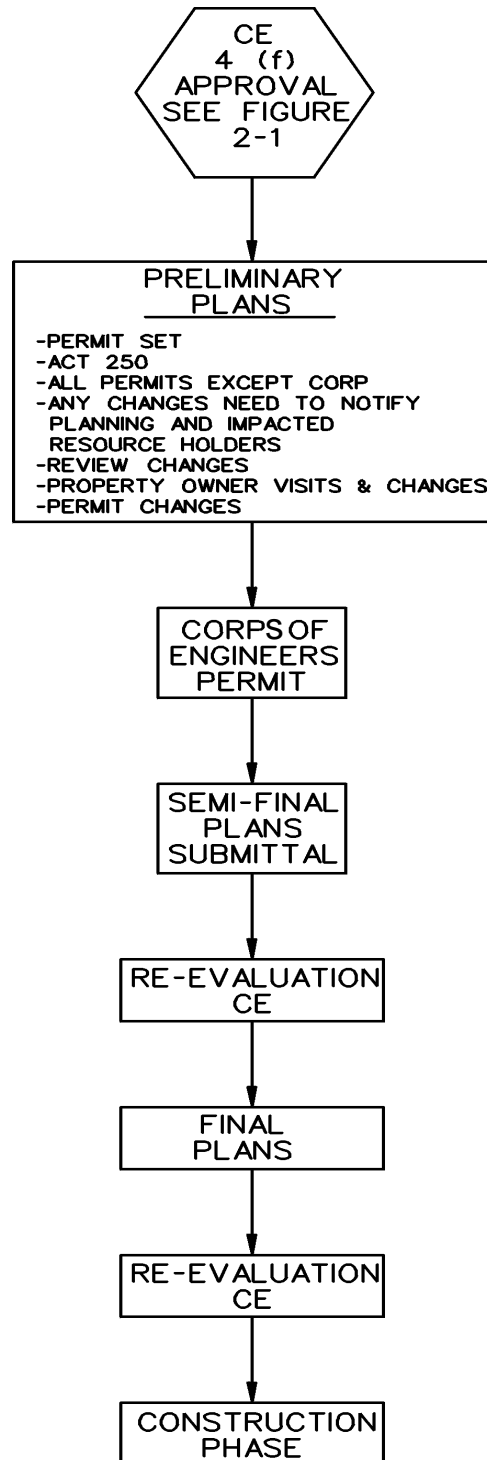 CE
4 (f)
APPROVAL
SEE FIGURE
2-1
PRELIMINARY
PLANS
-PERMIT SET
-ACT 250
-ALL PERMITS EXCEPT CORP
-ANY CHANGES NEED TO NOTIFY
PLANNING AND IMPACTED
RESOURCE HOLDERS
-REVIEW CHANGES
-PROPERTY OWNER VISITS & CHANGES
-PERMIT CHANGES
CORPS OF
ENGINEERS
PERMIT
SEMI-FINAL
PLANS
SUBMITTAL
RE-EVALUATION
CE
FINAL
PLANS
RE-EVALUATION
CE
CONSTRUCTION
PHASE